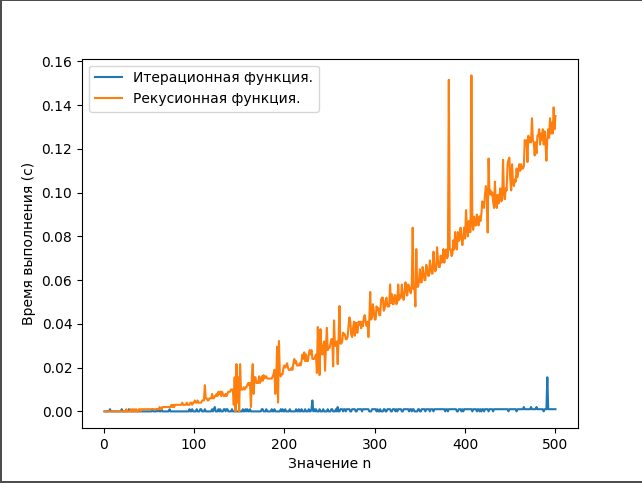 0.16
Итерационная функция.
Рекусионная функция.
0.14
0.12
0.10
0.08
0.06
0.04
0.02
0.00
Время выполнения (с)
0 100 200 300 400 500
Значение n